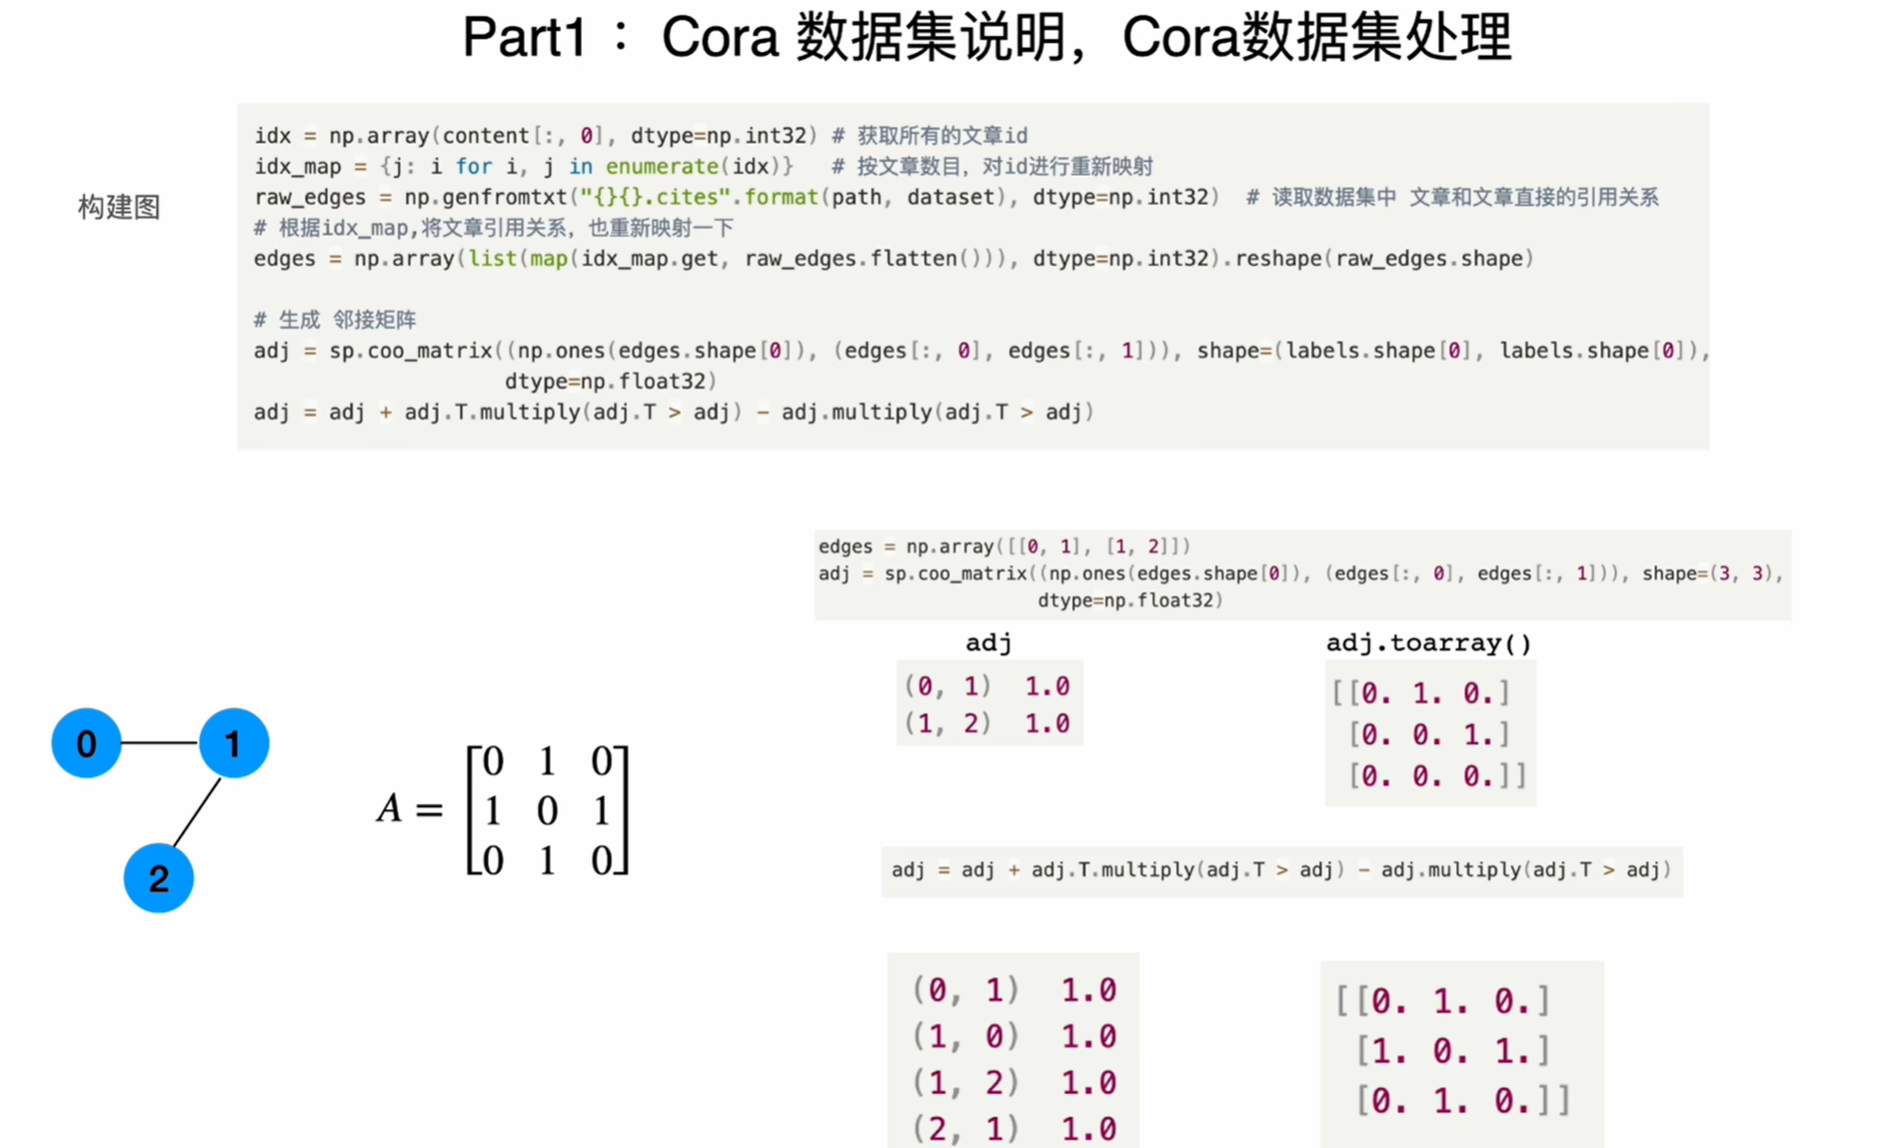 Part1： Cora 数据集说明，Cora数据集处理
构建图
idx = np.array(content[:, 0], dtype=np.int32) # 获取所有的文章id
idx_map = {j: i for i, j in enumerate(idx)} # 按文章数目，对id进行重新映射
raw_edges = np.genfromtxt("{}{}.cites".format(path, dataset), dtype=np.int32) # 读取数据集中 文章和文章直接的引用关系
# 根据idx_map,将文章引用关系，也重新映射一下
edges = np.array(list(map(idx_map.get, raw_edges.flatten())), dtype=np.int32).reshape(raw_edges.shape)
# 生成 邻接矩阵
adj = sp.coo_matrix((np.ones(edges.shape[0]), (edges[:, 0], edges[:, 1])), shape=(labels.shape[0], labels.shape[0]),
dtype=np.float32)
adj = adj + adj.T.multiply(adj.T > adj) - adj.multiply(adj.T > adj)
edges = np.array([[0, 1], [1, 2]])
adj = sp.coo_matrix((np.ones(edges.shape[0]), (edges[:, 0], edges[:, 1])), shape=(3, 3),
dtype=np.float32)
adj
(0, 1) 1.0
(1, 2) 1.0
adj.toarray()
[[0. 1. 0.]
[0. 0. 1.]
[0. 0. 0.]]
0
1
2
A =
0 1 0
1 0 1
0 1 0
adj = adj + adj.T.multiply(adj.T > adj) - adj.multiply(adj.T > adj)
(0, 1) 1.0
(1, 0) 1.0
(1, 2) 1.0
(2, 1) 1.0
[[0. 1. 0.]
[1. 0. 1.]
[0. 1. 0.]]